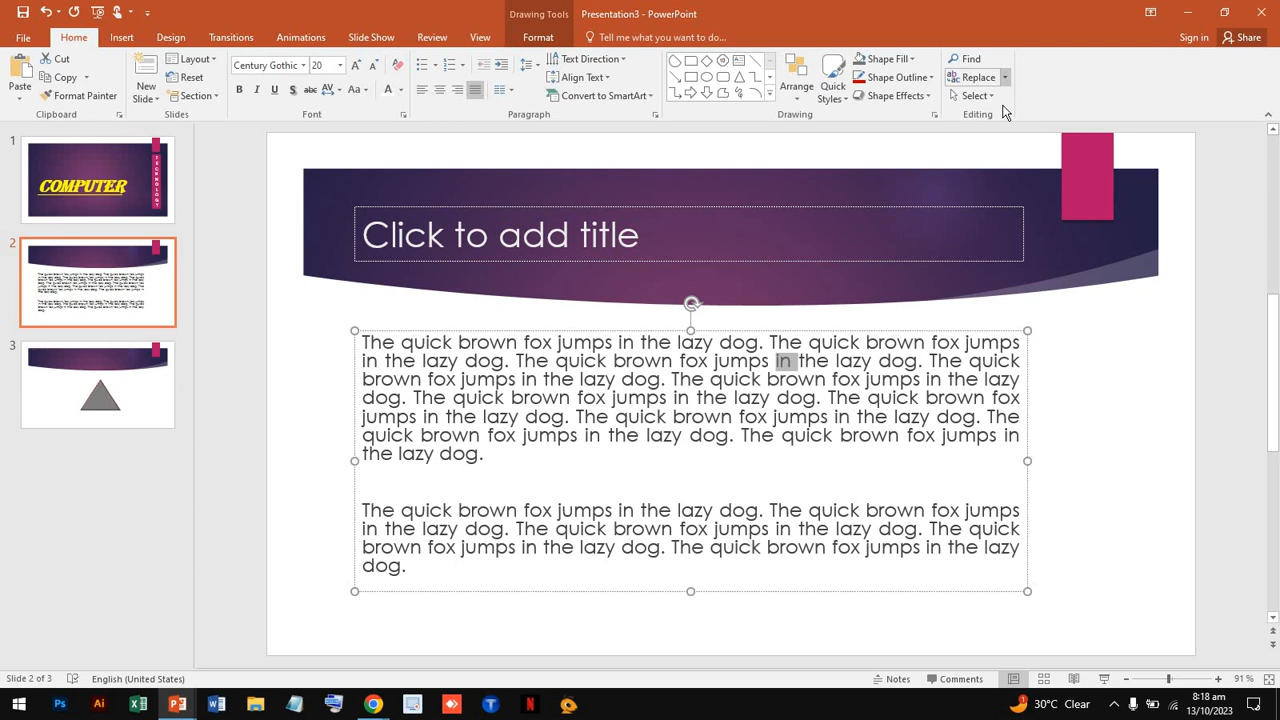 Drawing Tools
Presentation3 - PowerPoint
File
Home
Insert
Design
Transitions
Animations
Slide Show
Review
View
Format
Tell me what you want to do...
Sign in
Share
Paste
Cut
Copy
Format Painter
Clipboard
New
Slide
Layout
Reset
Section
Slides
Century Gothic
20
B I U S abc AV Aa A
Font
Text Direction
Align Text
Convert to SmartArt
Paragraph
Arrange
Quick
Styles
Shape Fill
Shape Outline
Shape Effects
Drawing
Find
Replace
Select
Editing
1
COMPUTER
TECHNOLOGY
2
3
Click to add title
The quick brown fox jumps in the lazy dog. The quick brown fox jumps
in the lazy dog. The quick brown fox jumps in the lazy dog. The quick
brown fox jumps in the lazy dog. The quick brown fox jumps in the lazy
dog. The quick brown fox jumps in the lazy dog. The quick brown fox
jumps in the lazy dog. The quick brown fox jumps in the lazy dog. The
quick brown fox jumps in the lazy dog. The quick brown fox jumps in
the lazy dog.
The quick brown fox jumps in the lazy dog. The quick brown fox jumps
in the lazy dog. The quick brown fox jumps in the lazy dog. The quick
brown fox jumps in the lazy dog. The quick brown fox jumps in the lazy
dog.
Slide 2 of 3
English (United States)
Notes
Comments
91 %
30°C Clear
8:18 am
13/10/2023